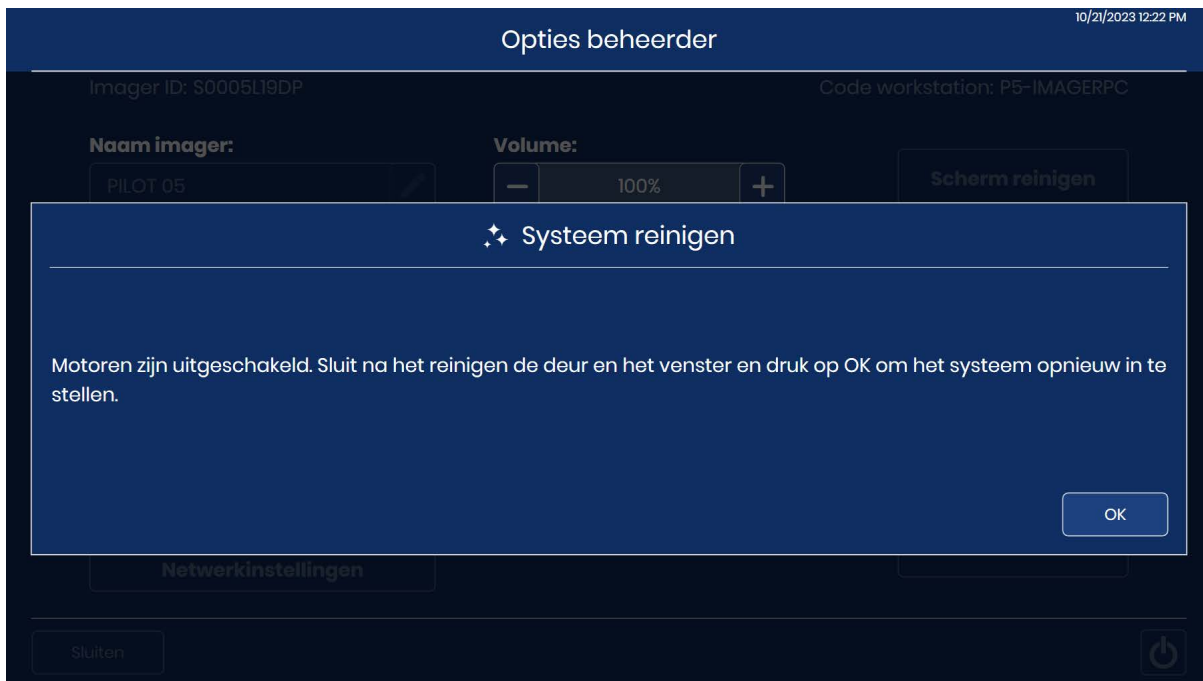 10/21/2023 12:22 PM
Opties beheerder
Imager ID: S0005L19DP
Code workstation: P5-IMAGERPC
Naam imager:
Volume:
PILOT 05
100%
Scherm reinigen
Systeem reinigen
Motoren zijn uitgeschakeld. Sluit na het reinigen de deur en het venster en druk op OK om het systeem opnieuw in te
stellen.
OK
Netwerkinstellingen
Sluiten